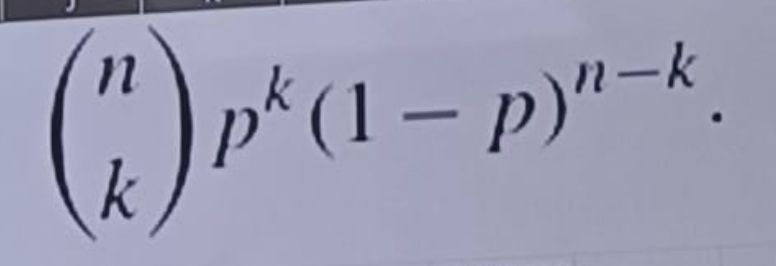 \binom{n}{k} p^k (1 - p)^{n-k}.